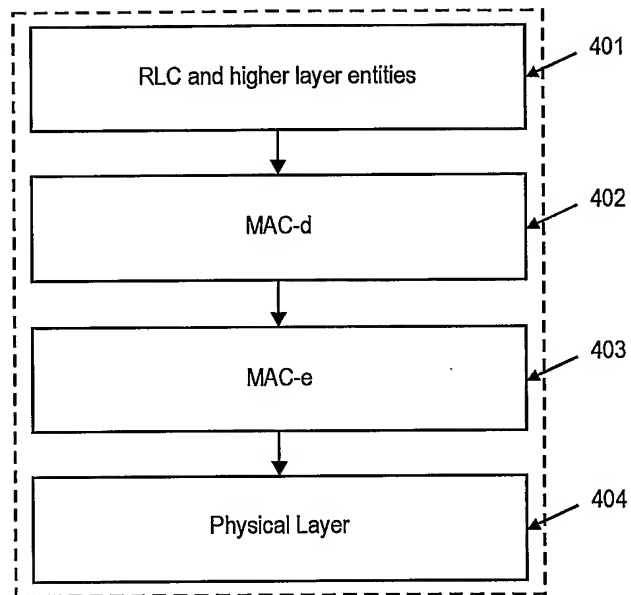 RLC and higher layer entities
401
MAC-d
402
MAC-e
403
Physical Layer
404